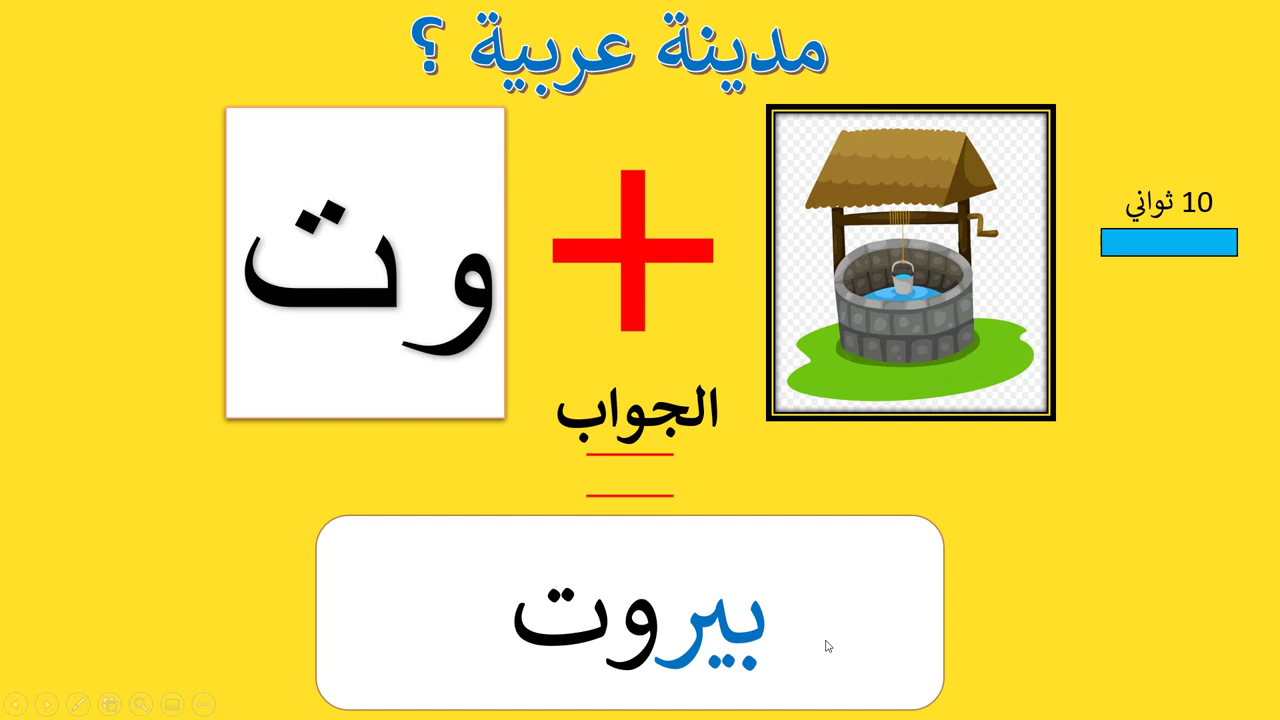 مدينة عربية ؟
10 ثواني
وت
الجواب
بيروت